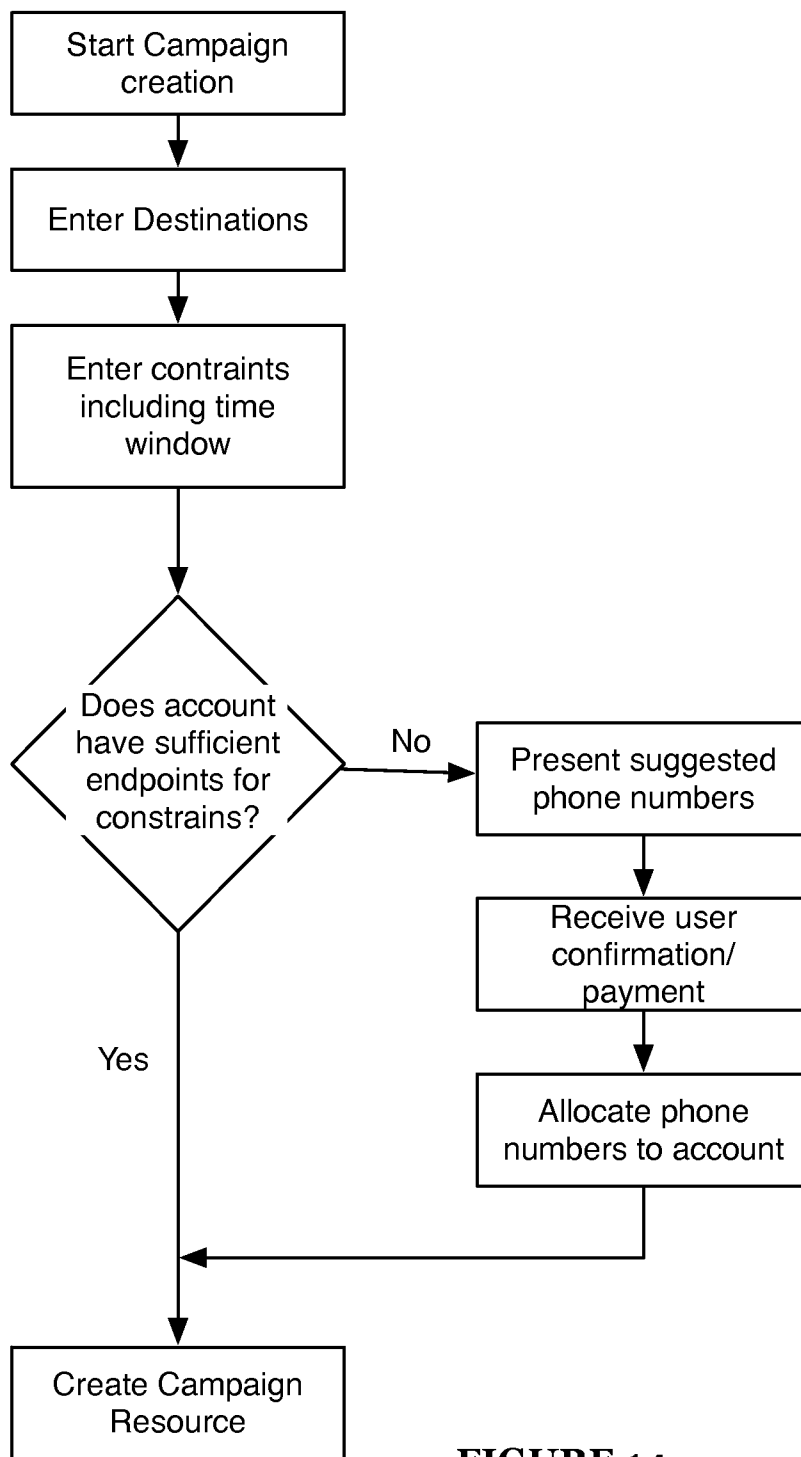 Start Campaign
creation
Enter Destinations
Enter contraints
including time
window
Does account
have sufficient
endpoints for
constrains?
No
Present suggested
phone numbers
Receive user
confirmation/
payment
Yes
Allocate phone
numbers to account
Create Campaign
Resource
FIGURE